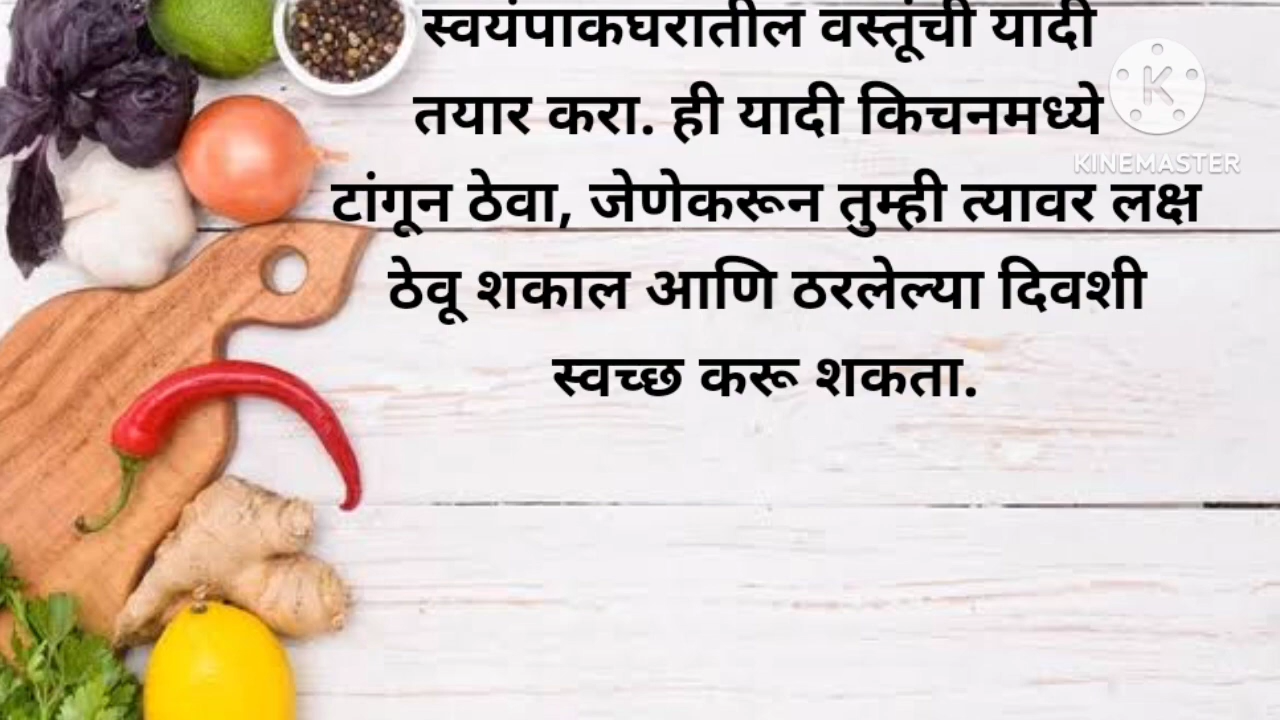 स्वयंपाकघरातील वस्तूंची यादी
तयार करा. ही यादी किचनमध्ये
टांगून ठेवा, जेणेकरून तुम्ही त्यावर लक्ष
ठेवू शकाल आणि ठरलेल्या दिवशी
स्वच्छ करू शकता.
K
KINEMASTER